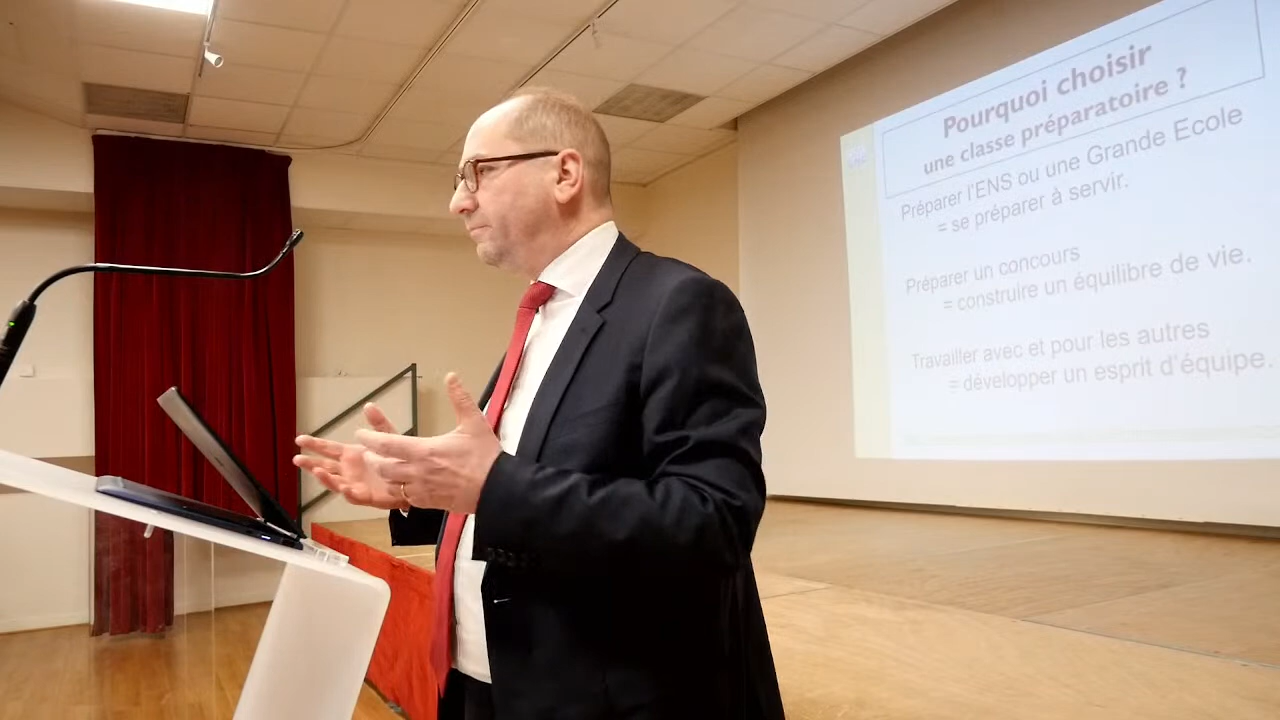 Pourquoi choisir
une classe préparatoire ?
Préparer l'ENS ou une Grande Ecole
= se préparer à servir.
Préparer un concours
= construire un équilibre de vie.
Travailler avec et pour les autres
= développer un esprit d'équipe.